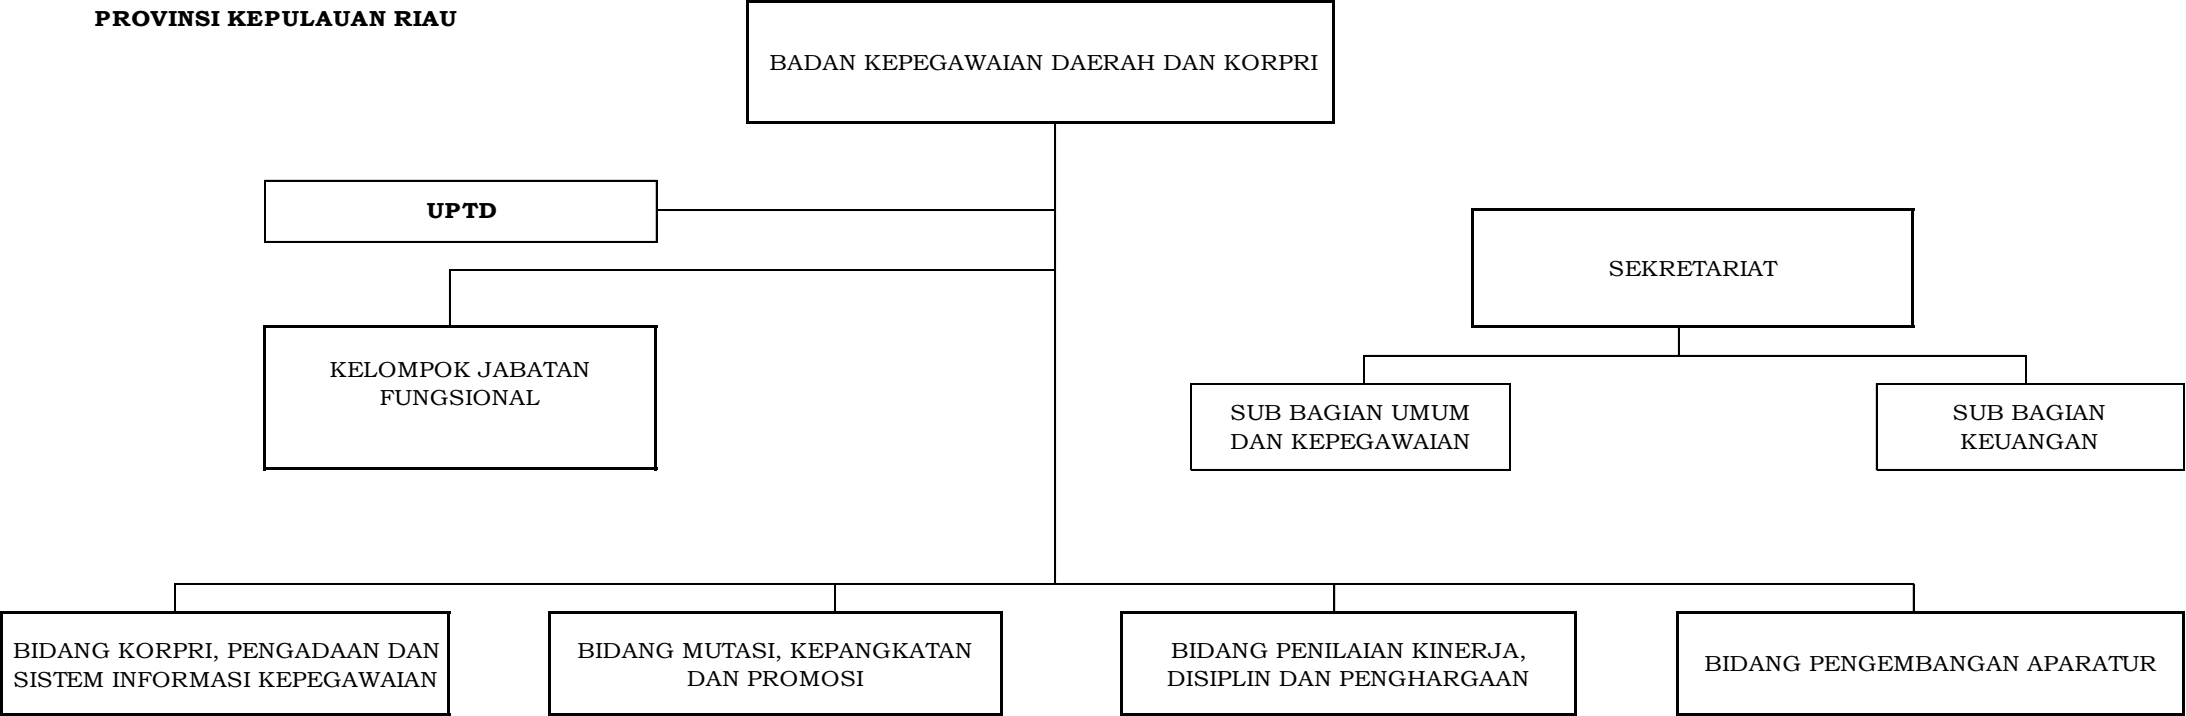 PROVINSI KEPULAUAN RIAU
BADAN KEPEGAWAIAN DAERAH DAN KORPRI
UPTD
SEKRETARIAT
KELOMPOK JABATAN
FUNGSIONAL
SUB BAGIAN UMUM
DAN KEPEGAWAIAN
SUB BAGIAN
KEUANGAN
BIDANG KORPRI, PENGADAAN DAN
SISTEM INFORMASI KEPEGAWAIAN
BIDANG MUTASI, KEPANGKATAN
DAN PROMOSI
BIDANG PENILAIAN KINERJA,
DISIPLIN DAN PENGHARGAAN
BIDANG PENGEMBANGAN APARATUR